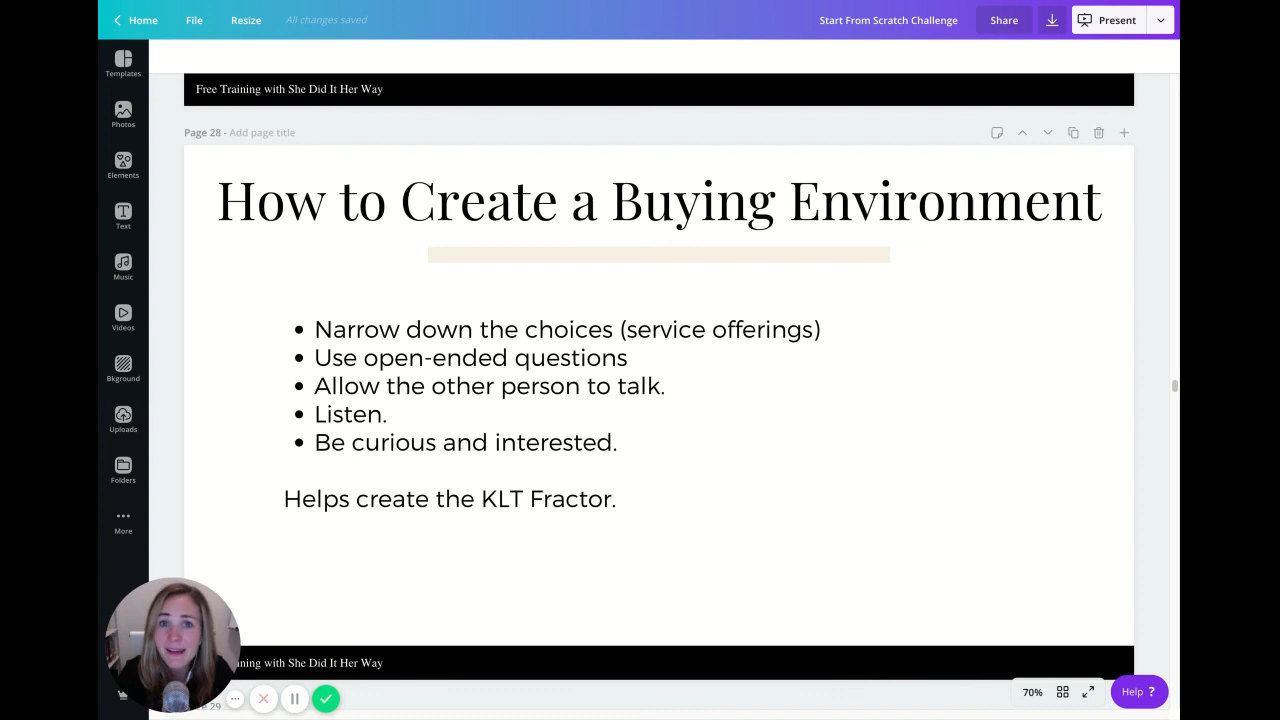 Home File Resize All changes saved Start From Scratch Challenge Share Present
Templates
Photos
Elements
Text
Music
Videos
Bkground
Uploads
Folders
More
Free Training with She Did It Her Way
Page 28 - Add page title
How to Create a Buying Environment
• Narrow down the choices (service offerings)
• Use open-ended questions
• Allow the other person to talk.
• Listen.
• Be curious and interested.
Helps create the KLT Fractor.
ining with She Did It Her Way
29
70% Help ?